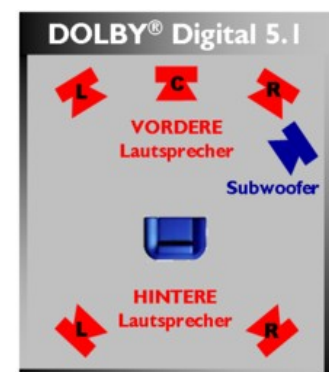 DOLBY® Digital 5.1
L C R
VORDERE
Lautsprecher
Subwoofer
HINTERE
Lautsprecher
L R